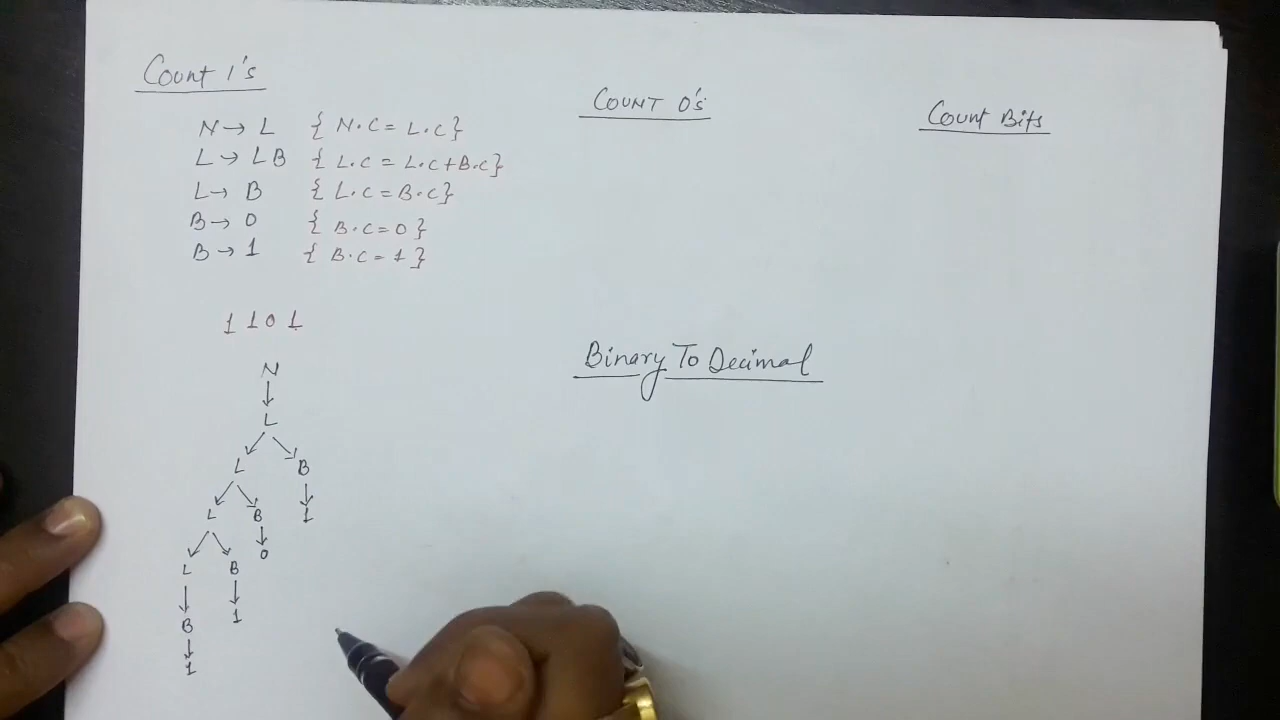 Count 1's
N → L { N.C = L.C }
L → L B { L.C = L.C + B.C }
L → B { L.C = B.C }
B → 0 { B.C = 0 }
B → 1 { B.C = 1 }
1 1 0 1
N
L
L B
L B 1
0
L B
1
B
1
COUNT 0's
Count Bits
Binary To Decimal